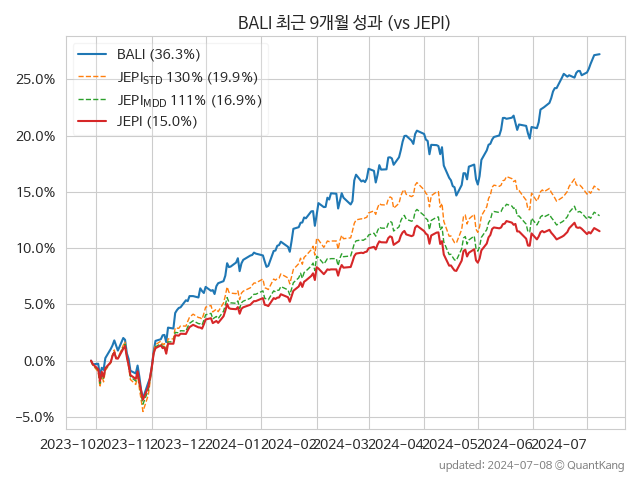 BALI 최근 9개월 성과 (vs JEPI)
BALI (36.3%)
JEPISTD 130% (19.9%)
JEPIMDD 111% (16.9%)
JEPI (15.0%)
25.0%
20.0%
15.0%
10.0%
5.0%
0.0%
−5.0%
2023-10 2023-11 2023-12 2024-01 2024-02 2024-03 2024-04 2024-05 2024-06 2024-07
updated: 2024-07-08 © QuantKang